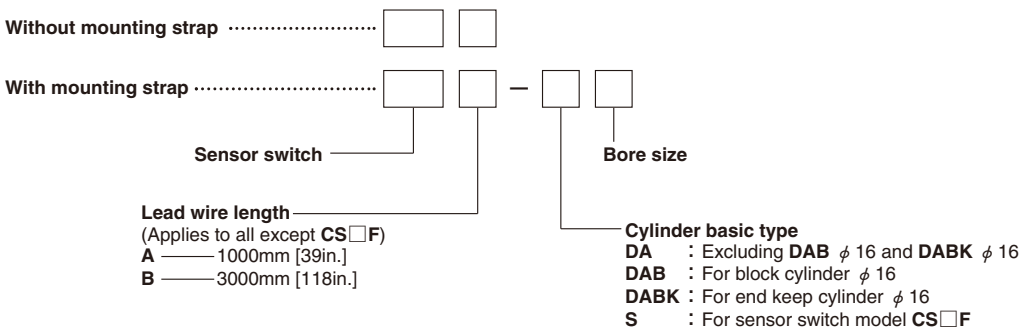 Without mounting strap
With mounting strap
Sensor switch
Bore size
Lead wire length
(Applies to all except CS□F)
A 1000mm [39in.]
B 3000mm [118in.]
Cylinder basic type
DA : Excluding DAB φ 16 and DABK φ 16
DAB : For block cylinder φ 16
DABK : For end keep cylinder φ 16
S : For sensor switch model CS□F